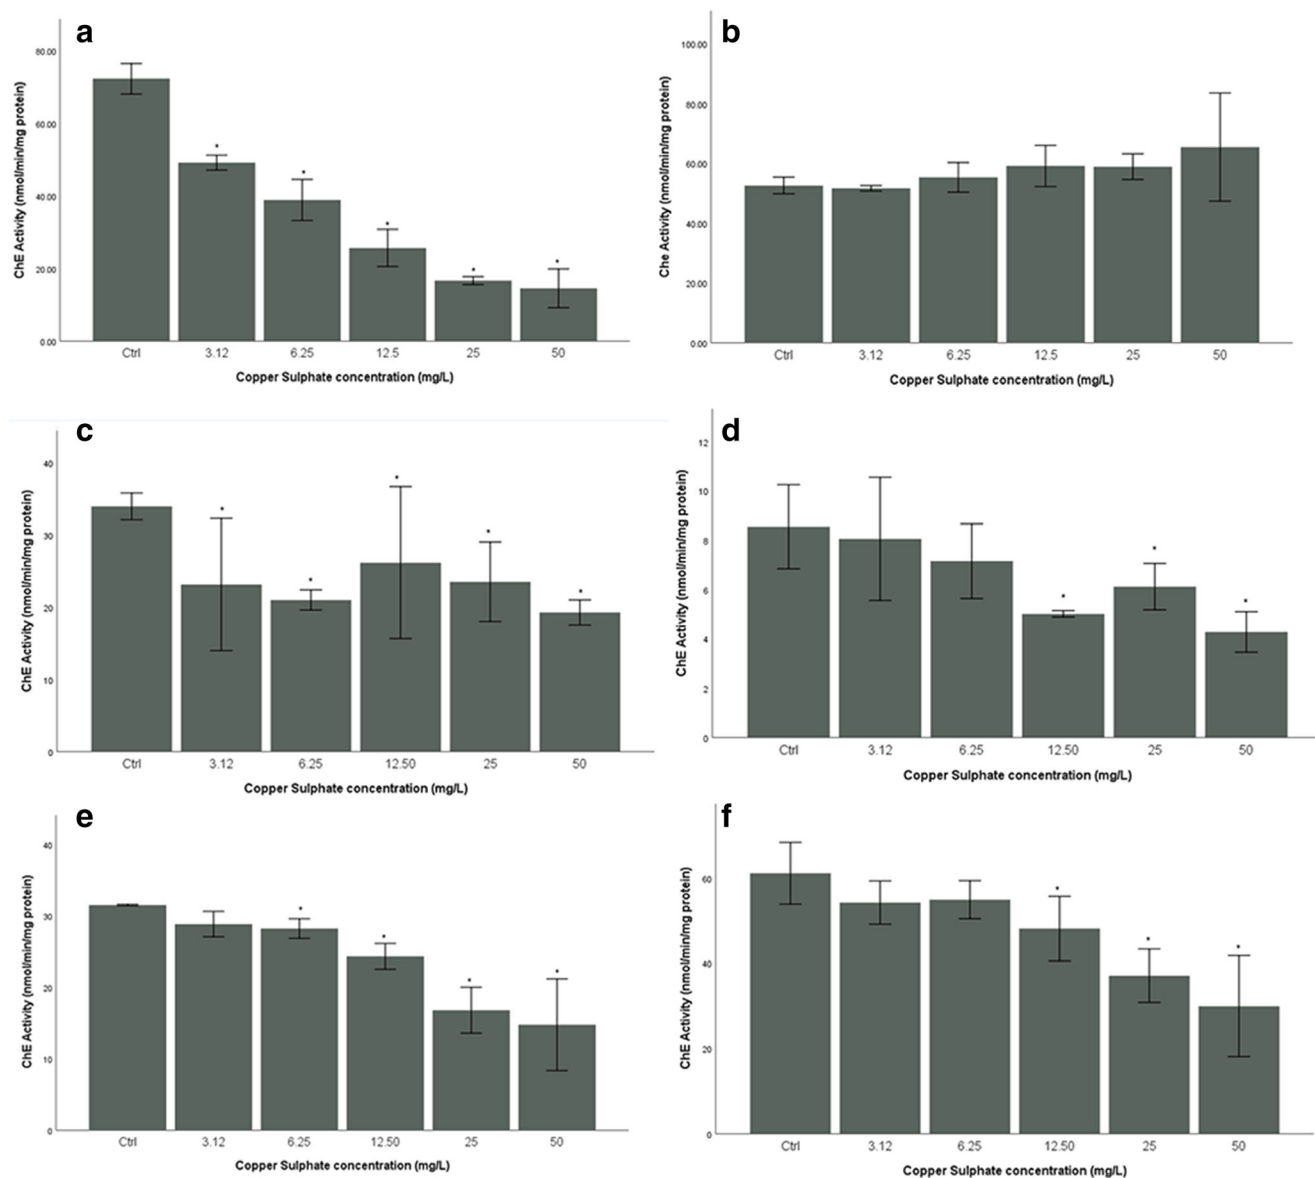 a
ChE Activity (nmol/min/mg protein)
80.00
60.00
40.00
20.00
0.00
* * * * *
Ctrl 3.12 6.25 12.5 25 50
Copper Sulphate concentration (mg/L)
b
Che Activity (nmol/min/mg protein)
100.00
80.00
60.00
40.00
20.00
0.00
Ctrl 3.12 6.25 12.5 25 50
Copper Sulphate concentration (mg/L)
c
ChE Activity (nmol/min/mg protein)
40
30
20
10
0
* * * * *
Ctrl 3.12 6.25 12.50 25 50
Copper Sulphate concentration (mg/L)
d
ChE Activity (nmol/min/mg protein)
12
10
8
6
4
2
0
* * *
Ctrl 3.12 6.25 12.50 25 50
Copper Sulphate concentration (mg/L)
e
ChE Activity (nmol/min/mg protein)
40
30
20
10
0
* * * *
Ctrl 3.12 6.25 12.50 25 50
Copper Sulphate concentration (mg/L)
f
ChE Activity (nmol/min/mg protein)
60
40
20
0
* * *
Ctrl 3.12 6.25 12.50 25 50
Copper Sulphate concentration (mg/L)